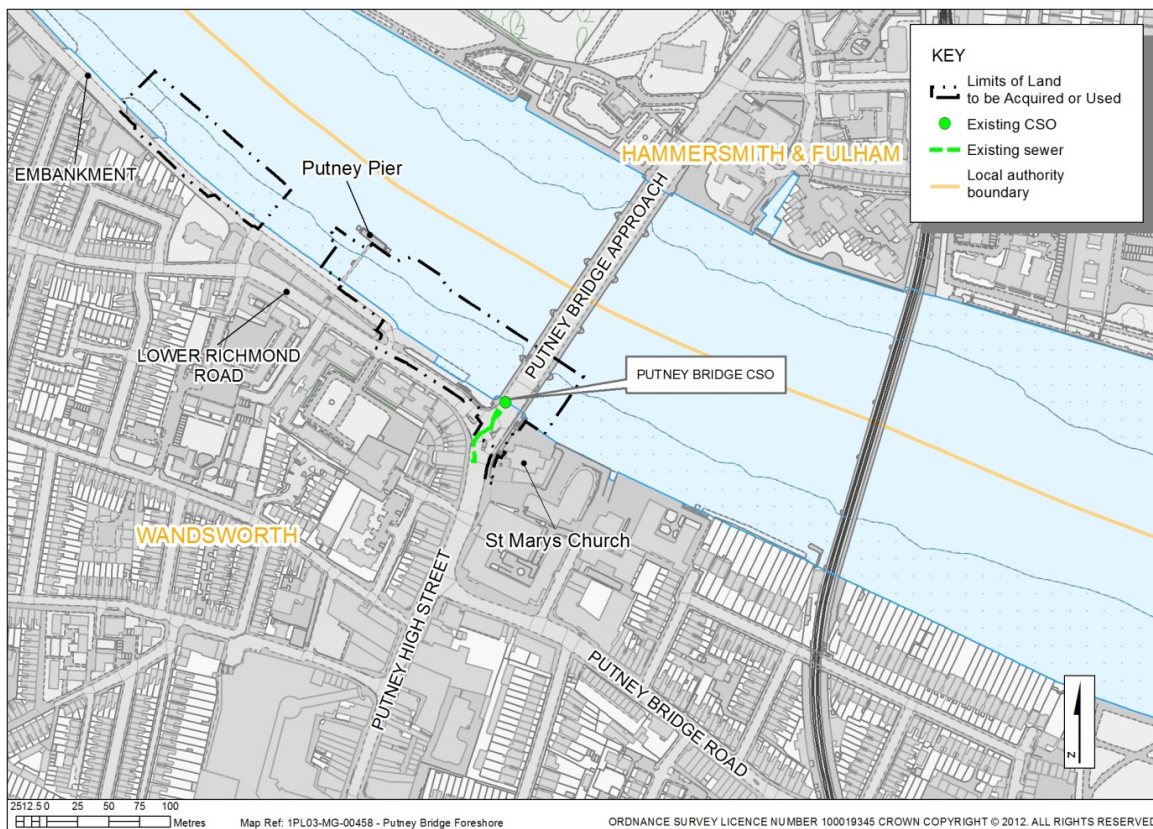 KEY
Limits of Land
to be Acquired or Used
Existing CSO
Existing sewer
Local authority
boundary
HAMMERSMITH & FULHAM
EMBANKMENT
Putney Pier
PUTNEY BRIDGE APPROACH
LOWER RICHMOND
ROAD
PUTNEY BRIDGE CSO
WANDSWORTH
St Marys Church
PUTNEY HIGH STREET
PUTNEY BRIDGE ROAD
N
2512.5 0 25 50 75 100
Metres
Map Ref: 1PL03-MG-00458 - Putney Bridge Foreshore
ORDNANCE SURVEY LICENCE NUMBER 100019345 CROWN COPYRIGHT © 2012. ALL RIGHTS RESERVED